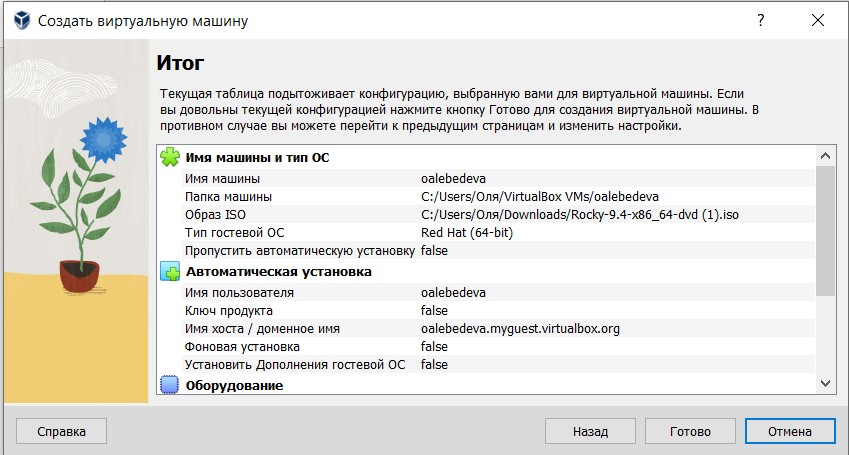 Создать виртуальную машину
?
Итог
Текущая таблица подытоживает конфигурацию, выбранную вами для виртуальной машины. Если
вы довольны текущей конфигурацией нажмите кнопку Готово для создания виртуальной машины. В
противном случае вы можете перейти к предыдущим страницам и изменить настройки.
Имя машины и тип ОС
Имя машины oalebedeva
Папка машины C:/Users/Оля/VirtualBox VMs/oalebedeva
Образ ISO C:/Users/Оля/Downloads/Rocky-9.4-x86_64-dvd (1).iso
Тип гостевой ОС Red Hat (64-bit)
Пропустить автоматическую установку false
Автоматическая установка
Имя пользователя oalebedeva
Ключ продукта false
Имя хоста / доменное имя oalebedeva.myguest.virtualbox.org
Фоновая установка false
Установить Дополнения гостевой ОС false
Оборудование
Справка Назад Готово Отмена